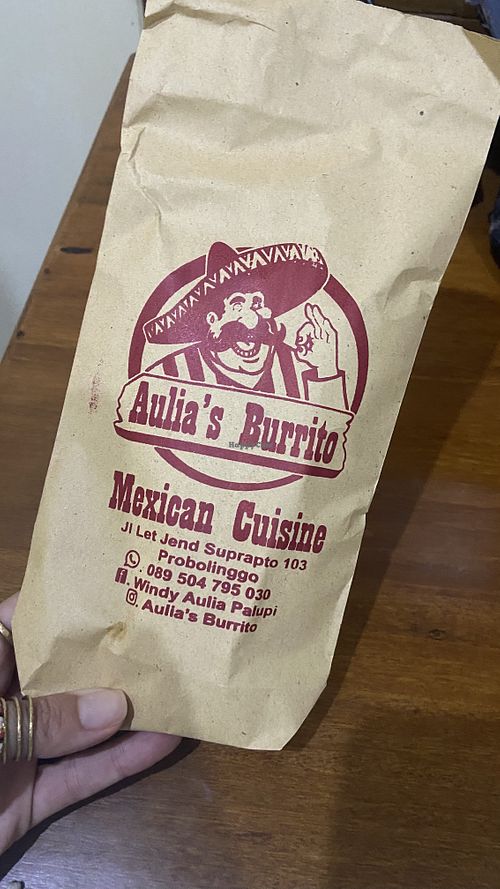 Aulia's Burrito
HappyCow
Mexican Cuisine
Jl Let Jend Suprapto 103
Probolinggo
. 089 504 795 030
. Windy Aulia Palupi
. Aulia's Burrito